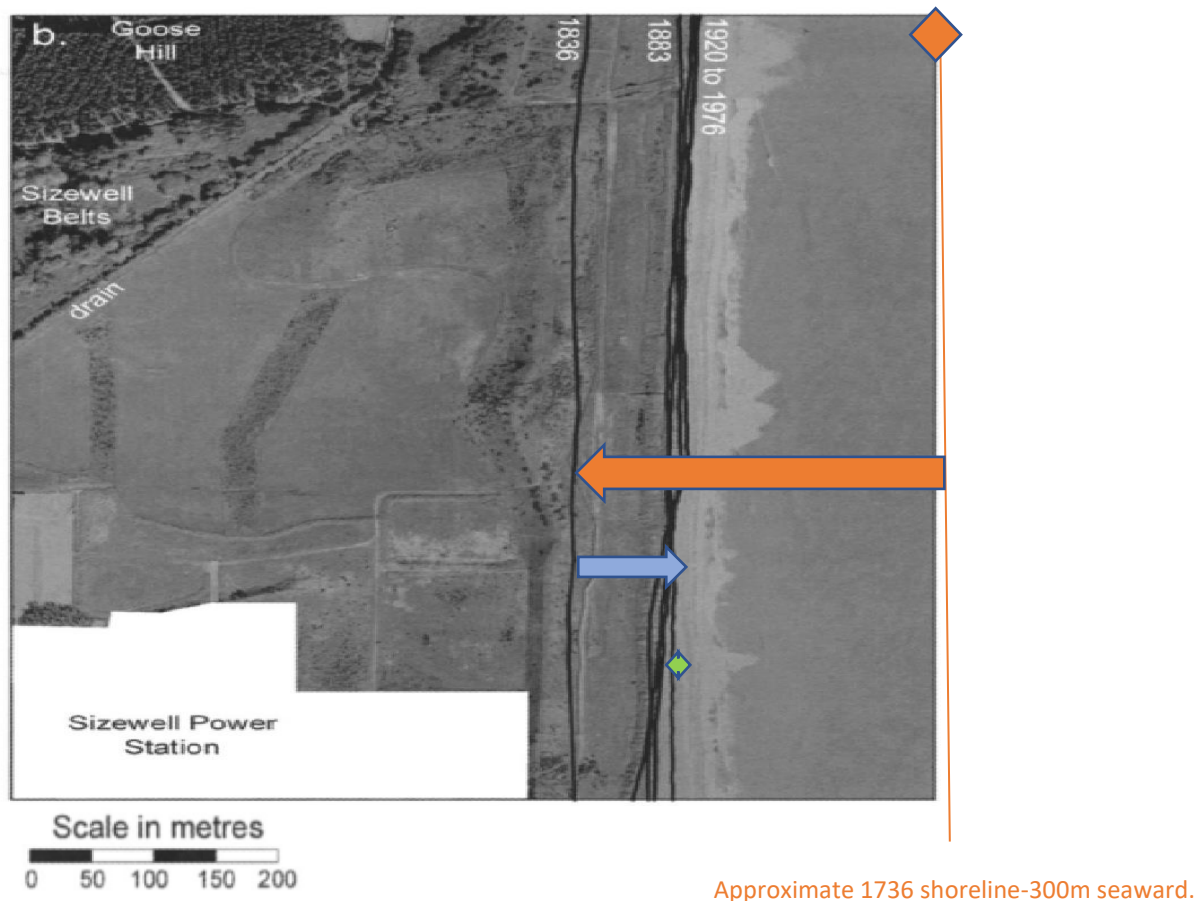 b.
Goose
Hill
1836
1883
1920 to 1976
Sizewell
Belts
drain
Sizewell Power
Station
Scale in metres
0 50 100 150 200
Approximate 1736 shoreline-300m seaward.